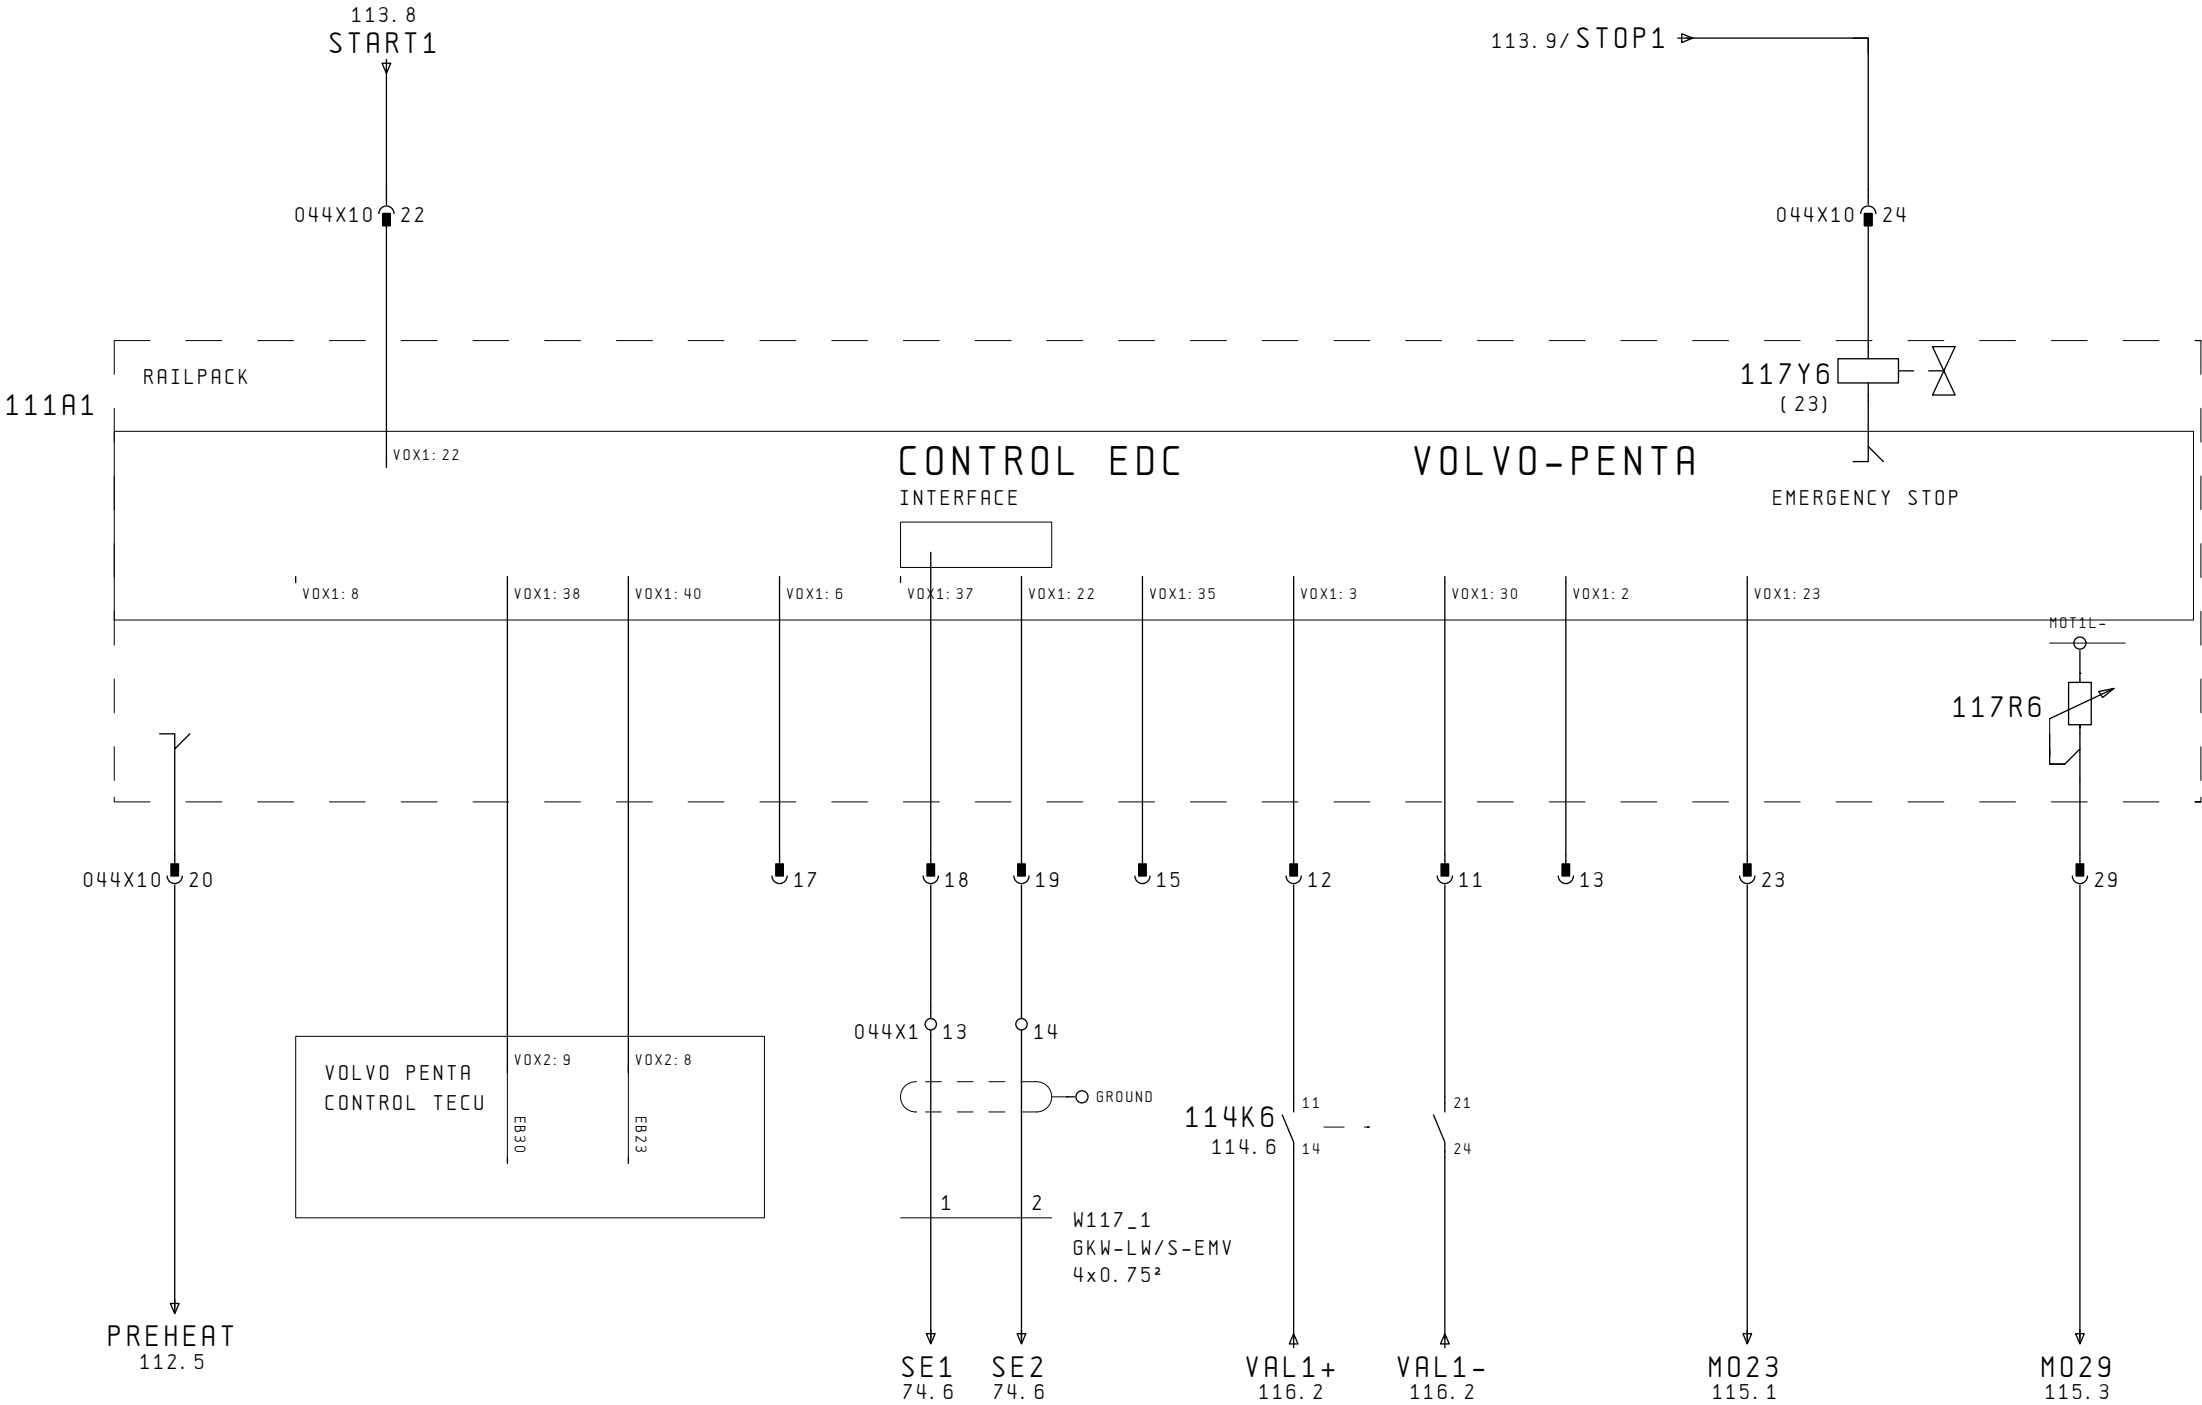 113.8
START1
113.9/STOP1
044X10 22
044X10 24
RAILPACK
111A1
117Y6
(23)
VOX1:22
CONTROL EDC VOLVO-PENTA
INTERFACE
EMERGENCY STOP
VOX1:8 VOX1:38 VOX1:40 VOX1:6 VOX1:37 VOX1:22 VOX1:35 VOX1:3 VOX1:30 VOX1:2 VOX1:23
MOT1L-
117R6
044X10 20 17 18 19 15 12 11 13 23 29
044X1 13 14
VOX2:9 VOX2:8
VOLVO PENTA
CONTROL TECU
EB30 EB23
GROUND
11 21
114K6
114.6 14 24
1 2
W117_1
GKW-LW/S-EMV
4x0.75²
PREHEAT
112.5
SE1 SE2 VAL1+ VAL1- MO23 MO29
74.6 74.6 116.2 116.2 115.1 115.3